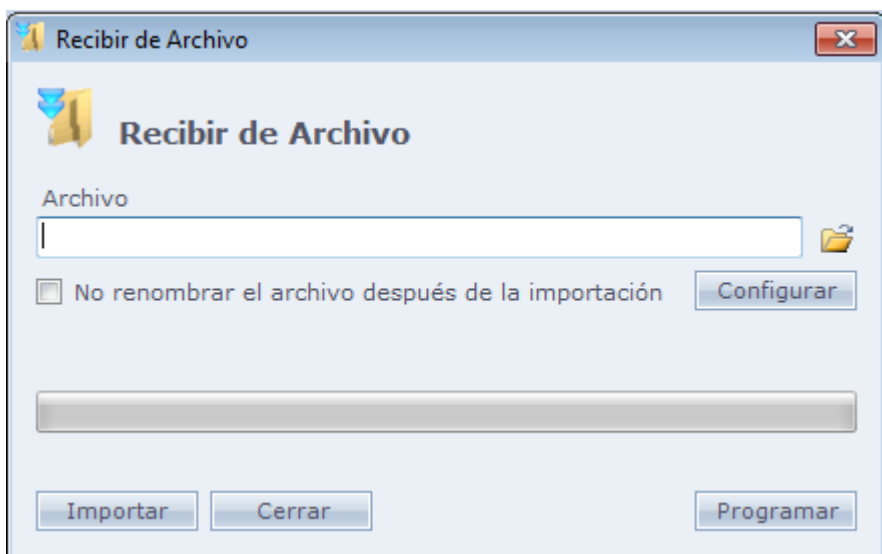 Recibir de Archivo
Recibir de Archivo
Archivo
No renombrar el archivo después de la importación
Configurar
Importar
Cerrar
Programar